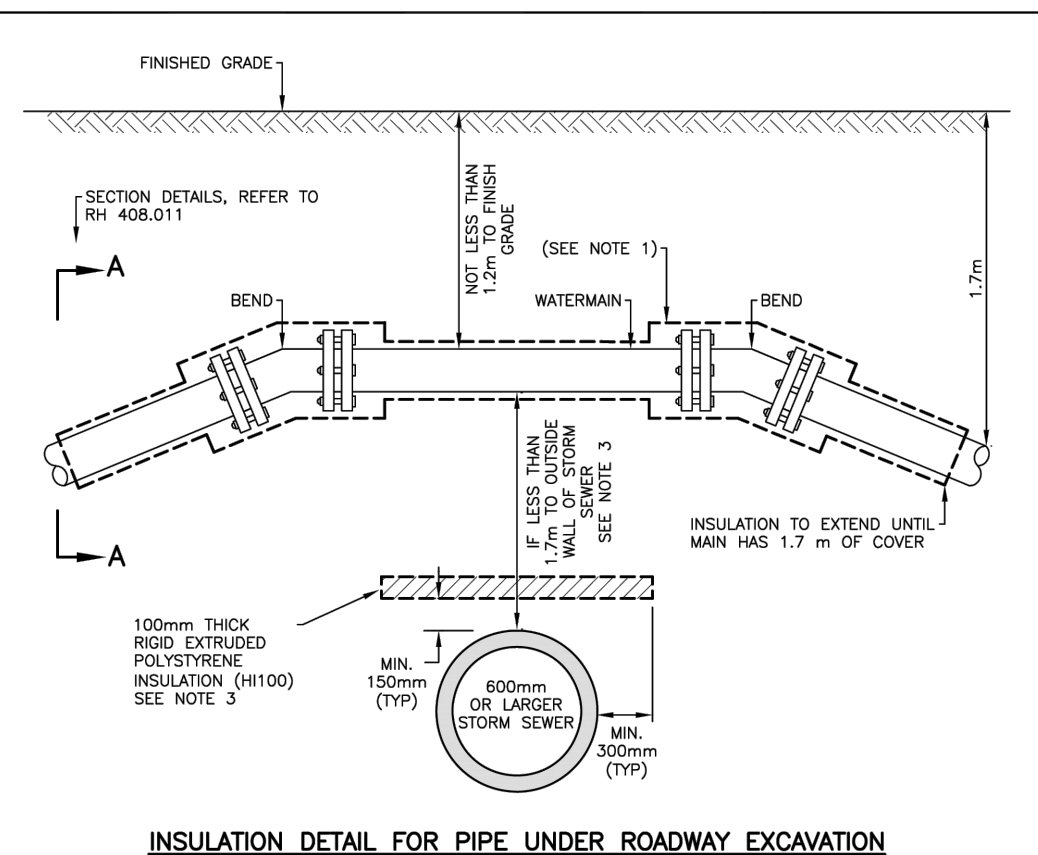 FINISHED GRADE
SECTION DETAILS, REFER TO
RH 408.011
A
NOT LESS THAN
1.2m TO FINISH
GRADE
(SEE NOTE 1)
1.7m
BEND
WATERMAIN
BEND
IF LESS THAN
1.7m TO OUTSIDE
WALL OF STORM
SEWER
SEE NOTE 3
INSULATION TO EXTEND UNTIL
MAIN HAS 1.7 m OF COVER
A
100mm THICK
RIGID EXTRUDED
POLYSTYRENE
INSULATION (HI100)
SEE NOTE 3
MIN.
150mm
(TYP)
600mm
OR LARGER
STORM SEWER
MIN.
300mm
(TYP)
INSULATION DETAIL FOR PIPE UNDER ROADWAY EXCAVATION